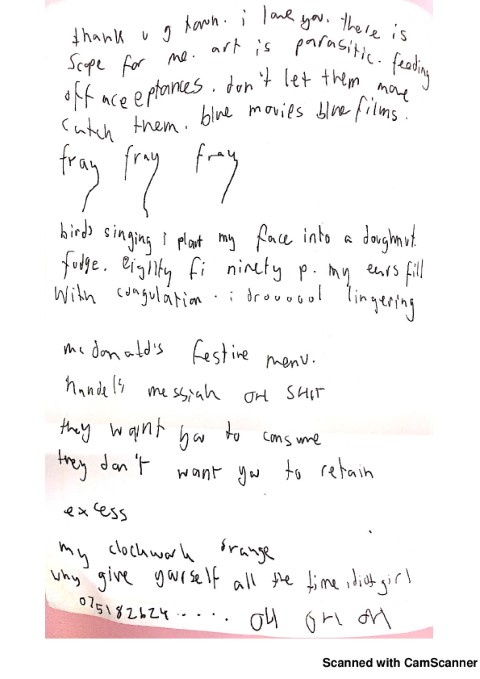 thank u g town. i love you. there is
scope for me. art is parasitic. feeding
off acceptances. don't let them move
catch them. blue movies blue films.
fray fray fray
birds singing i plant my face into a doughnut
fudge. eighty fi ninety p. my ears fill
with coagulation. i droooool lingering
mcdonald's festive menu.
handel's messiah OH SHIT
they want you to consume
they don't want you to retain
excess
my clockwork orange
why give yourself all the time idiot girl
075182624..... OH OH OH
Scanned with CamScanner